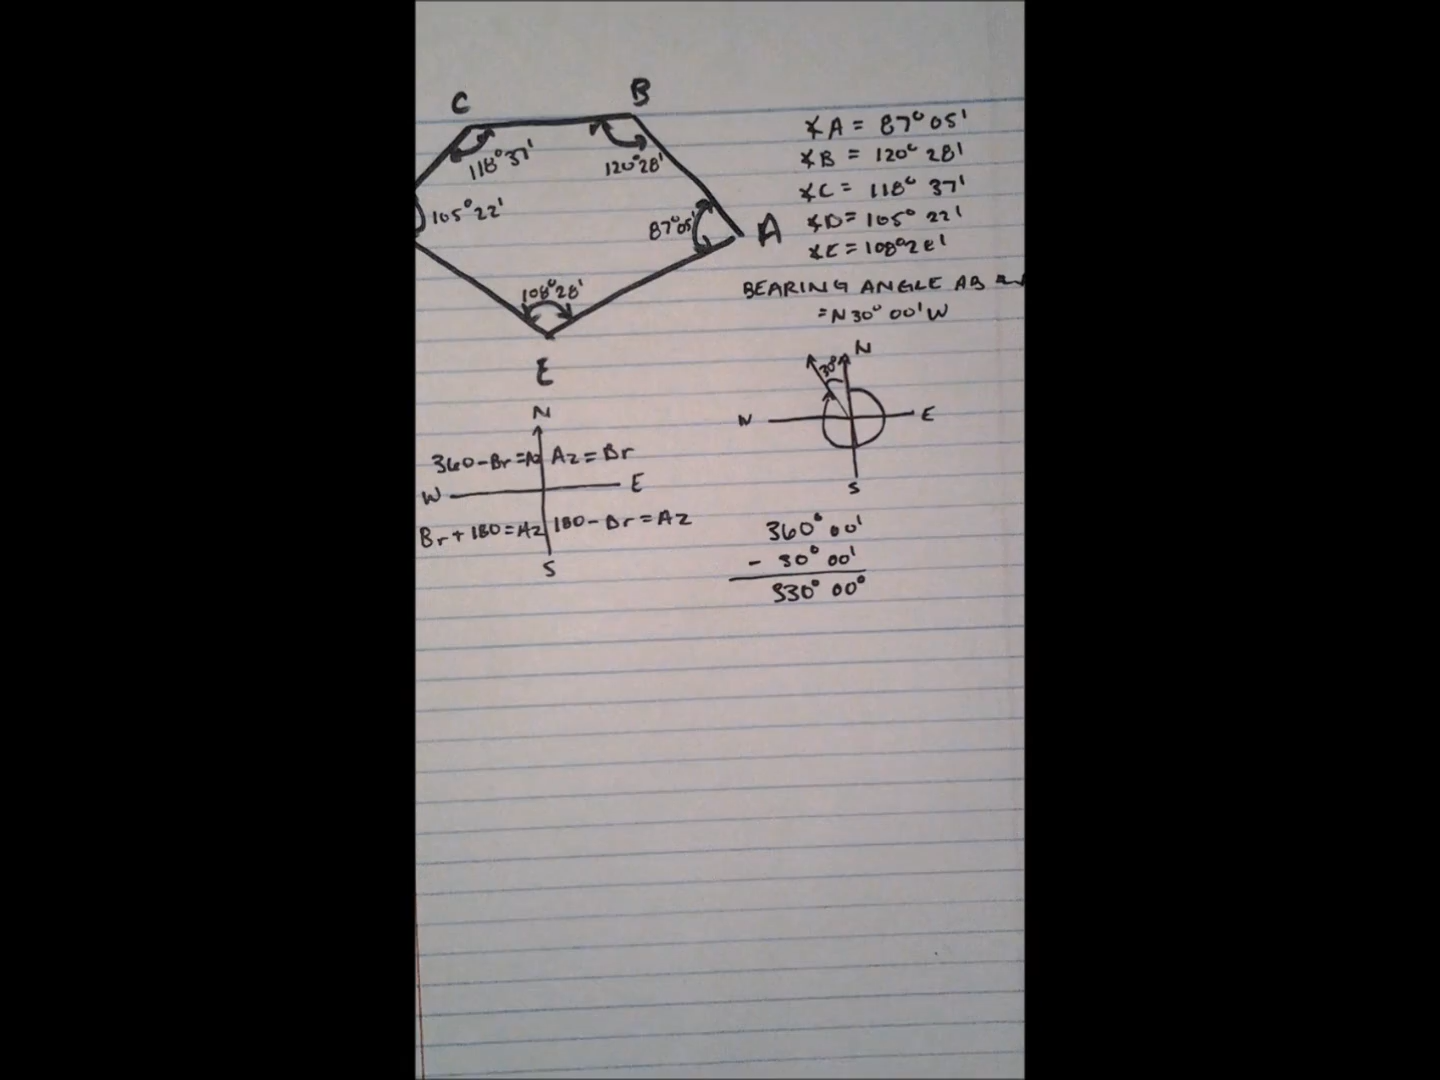 C
B
118° 37'
120° 28'
105° 22'
87° 05'
A
108° 28'
E
∡A = 87° 05'
∡B = 120° 28'
∡C = 118° 37'
∡D = 105° 22'
∡E = 108° 28'
BEARING ANGLE AB
= N 30° 00' W
N
30°
W
E
S
N
360 - Br = Az
Az = Br
W
E
Br + 180 = Az
180 - Br = Az
S
360° 00'
- 30° 00'
330° 00°